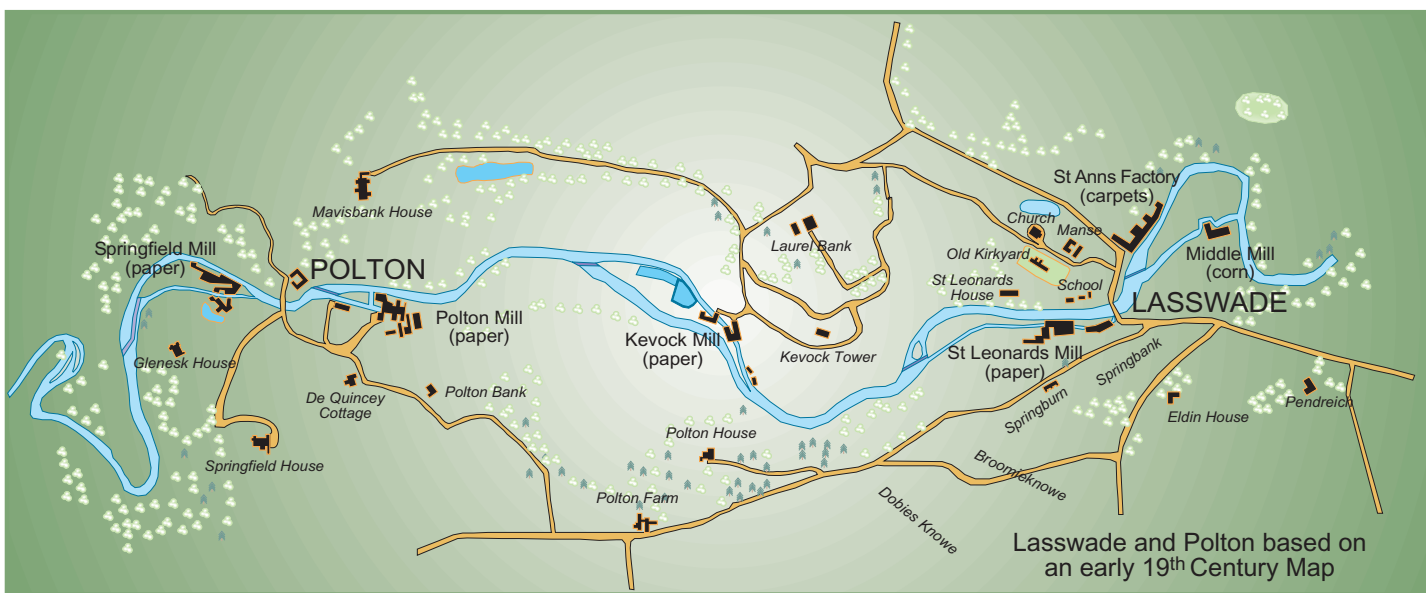 St Anns Factory
(carpets)
Mavisbank House
Church
Manse
Laurel Bank
Old Kirkyard
Springfield Mill
(paper)
POLTON
St Leonards
House
School
Middle Mill
(corn)
LASSWADE
Polton Mill
(paper)
Kevock Mill
(paper)
Kevock Tower
St Leonards Mill
(paper)
Glenesk House
De Quincey
Cottage
Polton Bank
Springbank
Springburn
Eldin House
Pendreich
Springfield House
Polton House
Broomieknowe
Polton Farm
Dobies Knowe
Lasswade and Polton based on
an early 19th Century Map